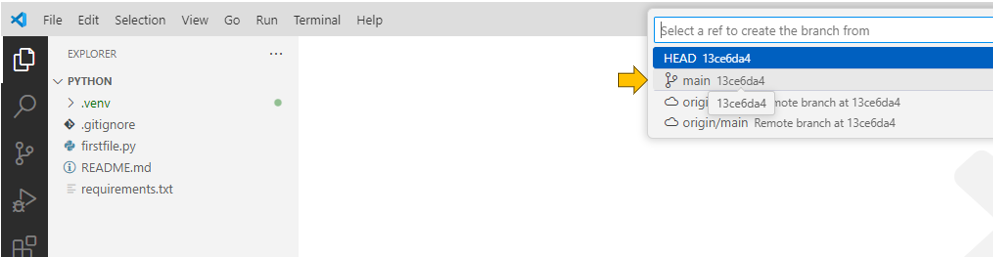 File Edit Selection View Go Run Terminal Help
Select a ref to create the branch from
EXPLORER
HEAD 13ce6da4
PYTHON
main 13ce6da4
.venv
13ce6da4
Remote branch at 13ce6da4
.gitignore
origin/main Remote branch at 13ce6da4
firstfile.py
README.md
requirements.txt